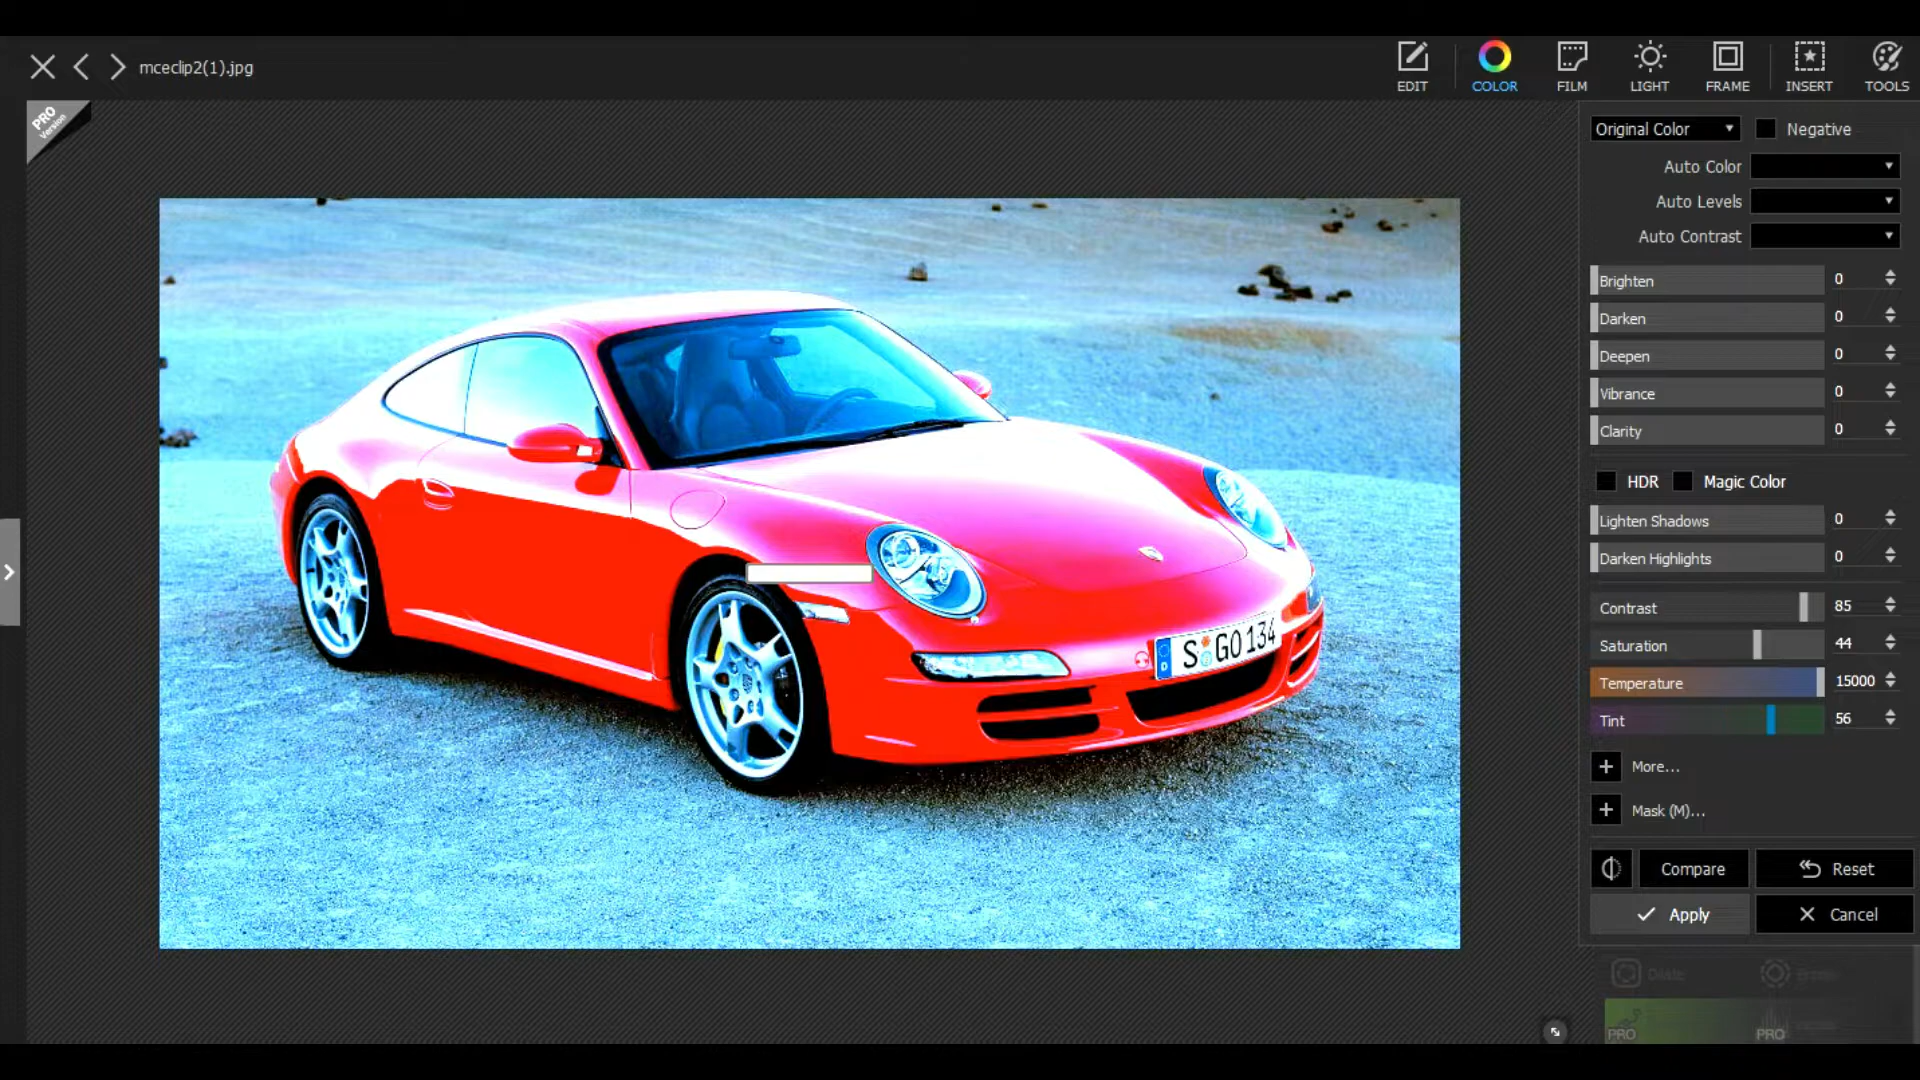 mceclip2(1).jpg
EDIT
COLOR
FILM
LIGHT
FRAME
INSERT
TOOLS
PRO
Version
Original Color
Negative
Auto Color
Auto Levels
Auto Contrast
Brighten 0
Darken 0
Deepen 0
Vibrance 0
Clarity 0
HDR
Magic Color
Lighten Shadows 0
Darken Highlights 0
Contrast 85
Saturation 44
Temperature 15000
Tint 56
More...
Mask (M)...
Compare
Reset
Apply
Cancel
PRO
PRO
D
S GO 134